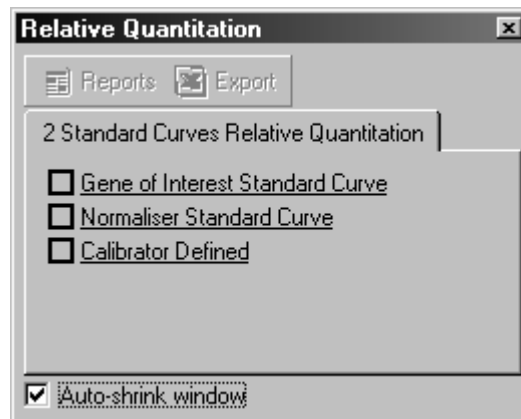 Relative Quantitation
Reports Export
2 Standard Curves Relative Quantitation
Gene of Interest Standard Curve
Normaliser Standard Curve
Calibrator Defined
Auto-shrink window